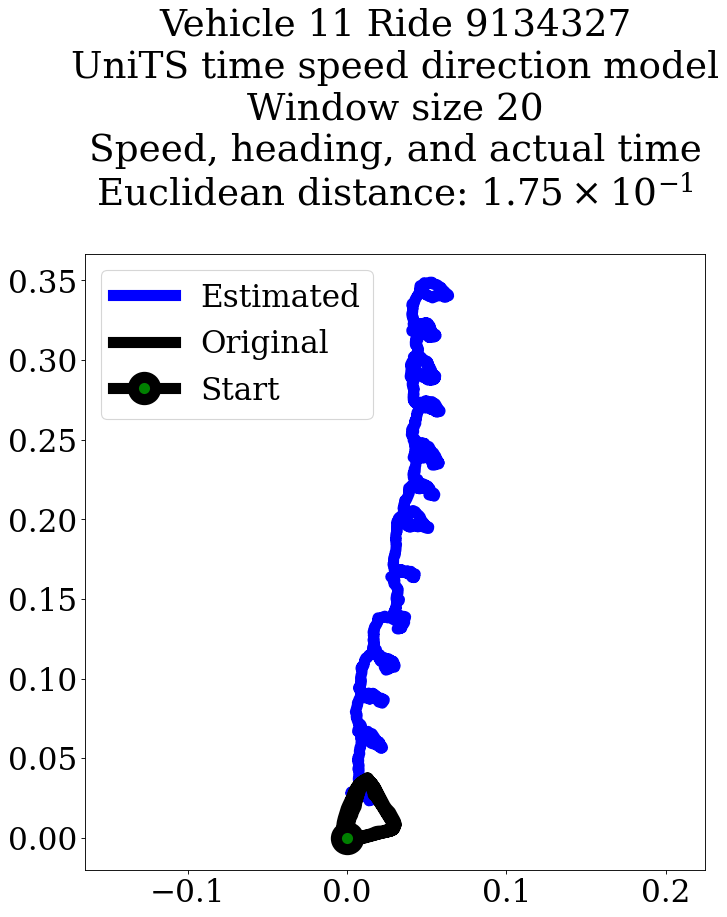 Vehicle 11 Ride 9134327
UniTS time speed direction model
Window size 20
Speed, heading, and actual time
Euclidean distance: 1.75 × 10⁻¹
Estimated
Original
Start
0.35
0.30
0.25
0.20
0.15
0.10
0.05
0.00
−0.1 0.0 0.1 0.2